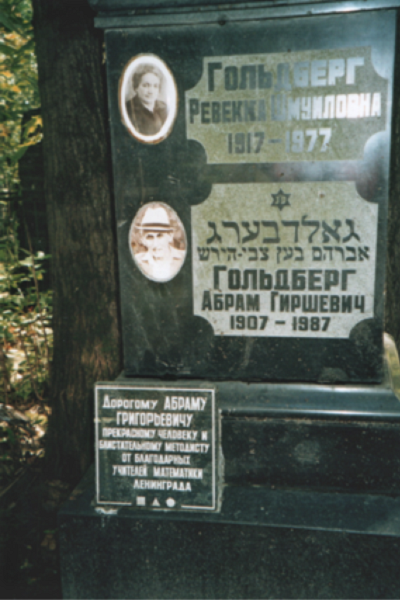 ГОЛЬДБЕРГ
РЕВЕККА ШМУИЛОВНА
1917-1977
גאלדבערג
אברהם בען צבי-הירש
ГОЛЬДБЕРГ
АБРАМ ГИРШЕВИЧ
1907-1987
ДОРОГОМУ АБРАМУ
ГРИГОРЬЕВИЧУ
ПРЕКРАСНОМУ ЧЕЛОВЕКУ И
БЛИСТАТЕЛЬНОМУ МЕТОДИСТУ
ОТ БЛАГОДАРНЫХ
УЧИТЕЛЕЙ МАТЕМАТИКИ
ЛЕНИНГРАДА